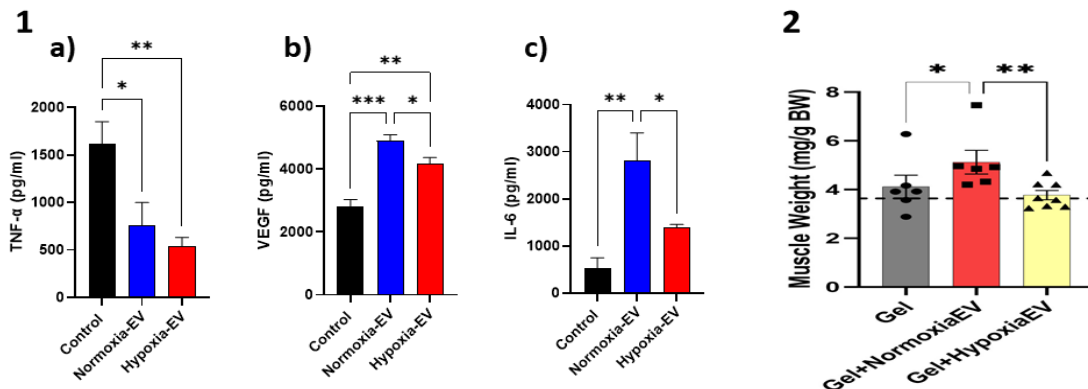 1
a)
**
*
TNF-α (pg/ml)
2000
1500
1000
500
0
Control
Normoxia-EV
Hypoxia-EV
b)
**
***
*
VEGF (pg/ml)
6000
4000
2000
0
Control
Normoxia-EV
Hypoxia-EV
c)
**
*
IL-6 (pg/ml)
4000
3000
2000
1000
0
Control
Normoxia-EV
Hypoxia-EV
2
*
**
Muscle Weight (mg/g BW)
8
6
4
2
0
Gel
Gel+NormoxiaEV
Gel+HypoxiaEV